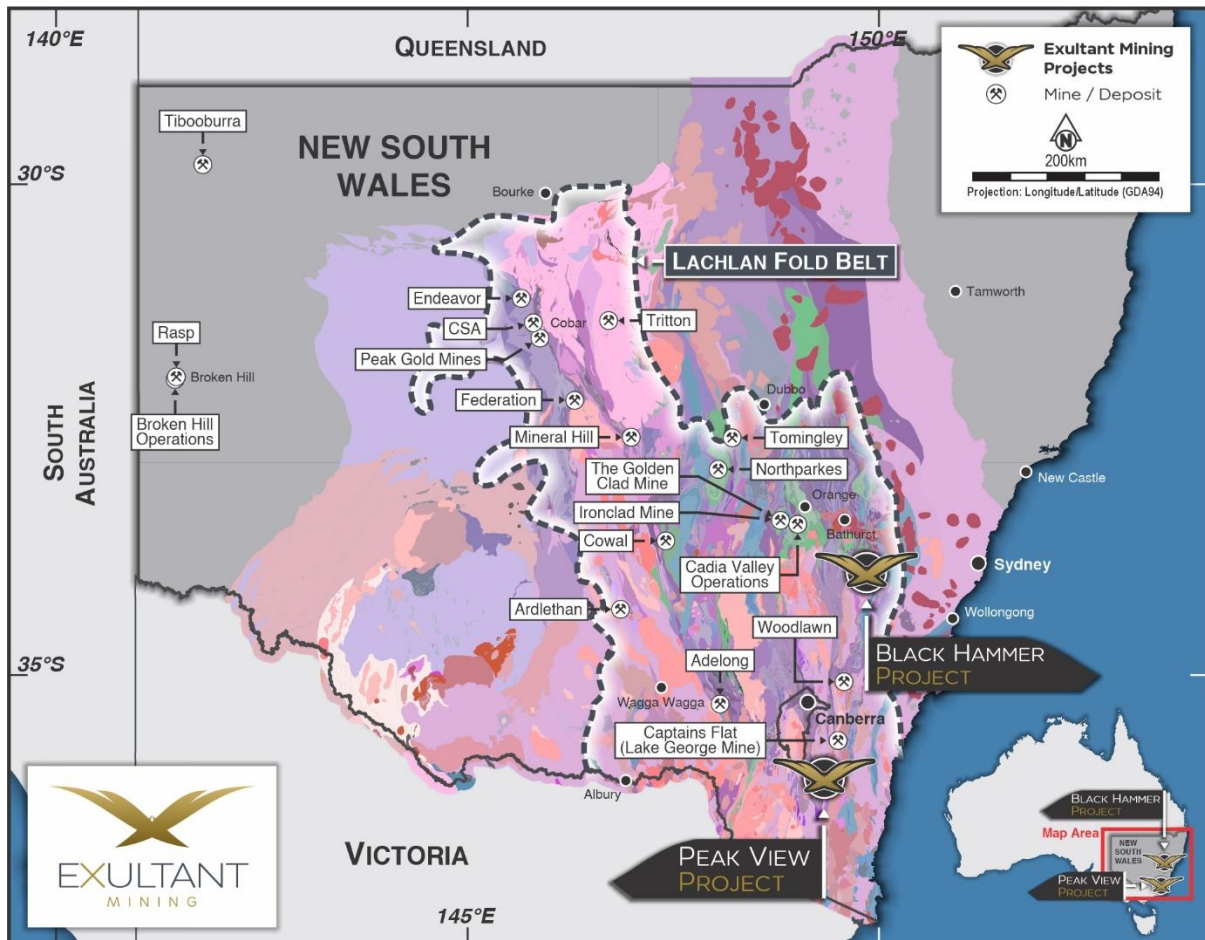 140°E
150°E
QUEENSLAND
Exultant Mining
Projects
Mine / Deposit
N
200km
Projection: Longitude/Latitude (GDA94)
Tibooburra
NEW SOUTH
WALES
30°S
Bourke
LACHLAN FOLD BELT
Tamworth
Endeavor
CSA
Cobar
Tritton
Peak Gold Mines
Rasp
Broken Hill
Broken Hill
Operations
SOUTH
AUSTRALIA
Federation
Dubbo
Mineral Hill
Tomingley
The Golden
Clad Mine
Northparkes
Orange
New Castle
Ironclad Mine
Bathurst
Cowal
Cadia Valley
Operations
Sydney
Ardlethan
Woodlawn
Wollongong
BLACK HAMMER
PROJECT
35°S
Adelong
Wagga Wagga
Canberra
Captains Flat
(Lake George Mine)
Albury
VICTORIA
PEAK VIEW
PROJECT
EXULTANT
MINING
145°E
BLACK HAMMER
PROJECT
Map Area
NEW
SOUTH
WALES
PEAK VIEW
PROJECT